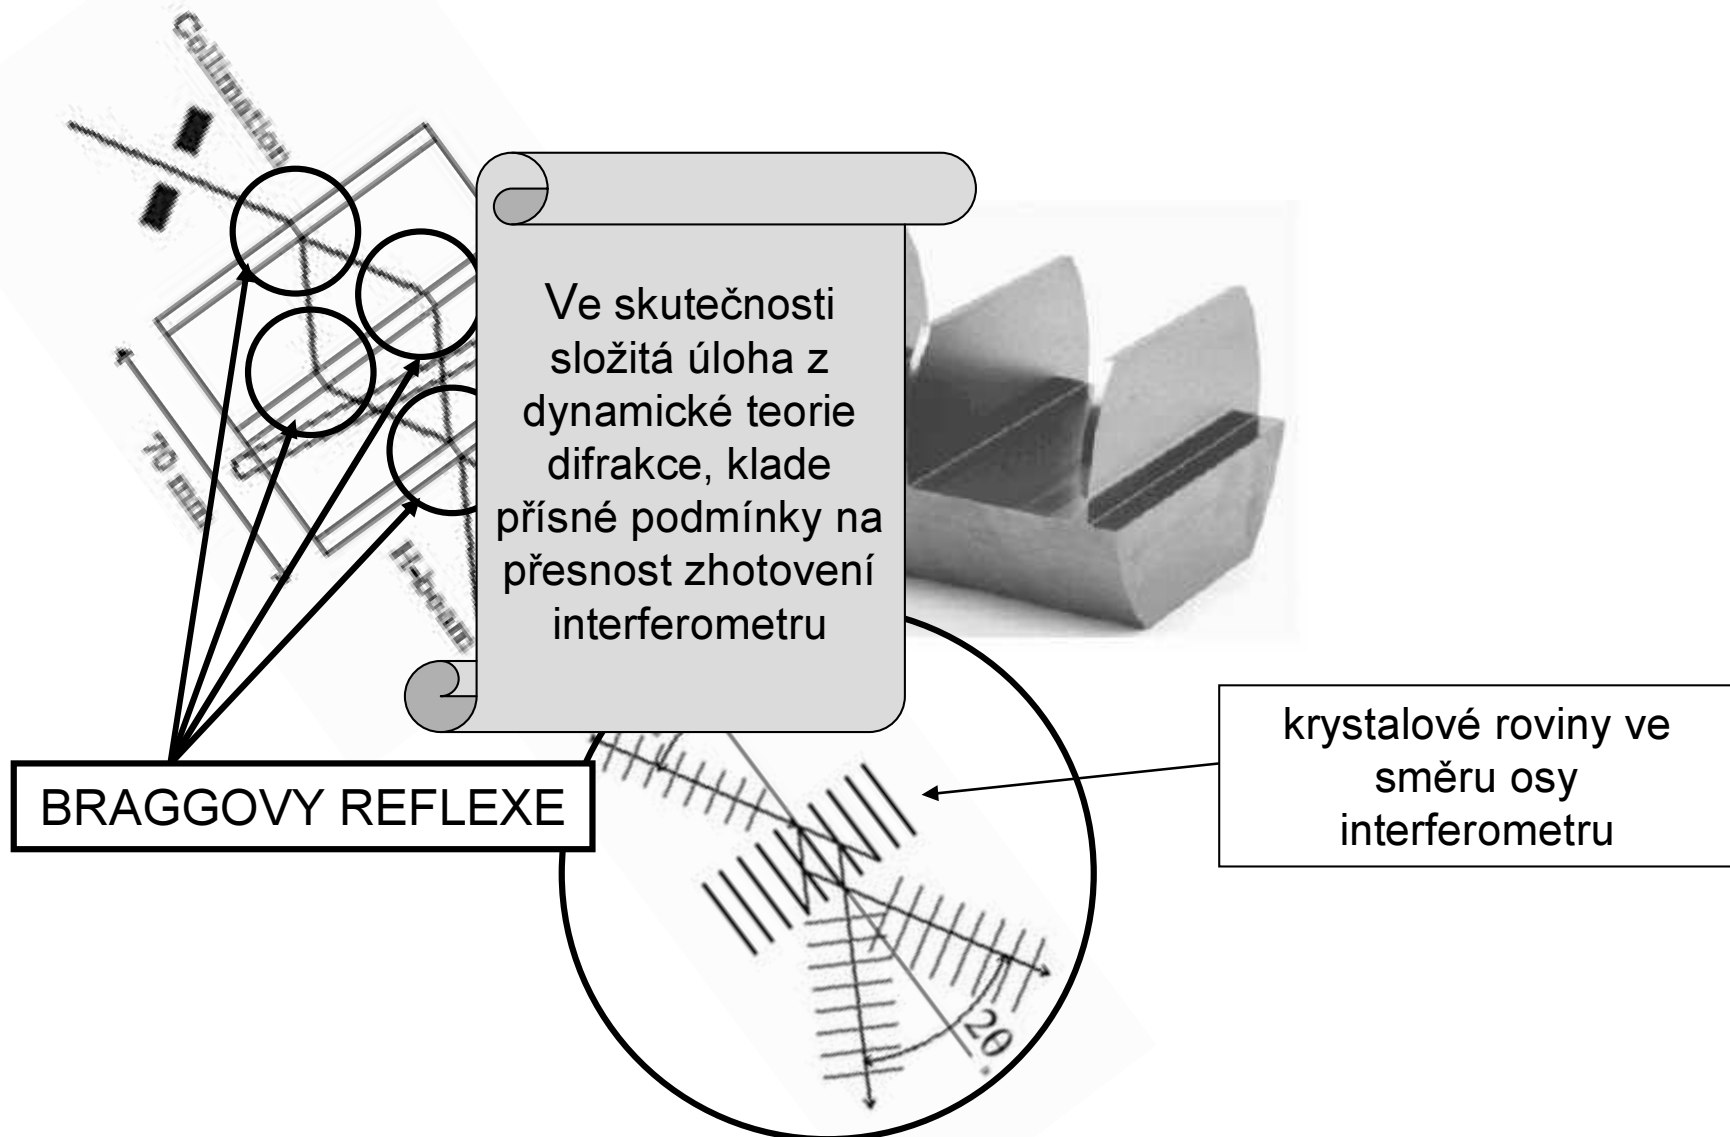 Collimation
Ve skutečnosti
složitá úloha z
dynamické teorie
difrakce, klade
přísné podmínky na
přesnost zhotovení
interferometru
70 mm
H-beam
krystalové roviny ve
směru osy
interferometru
BRAGGOVY REFLEXE
2θ